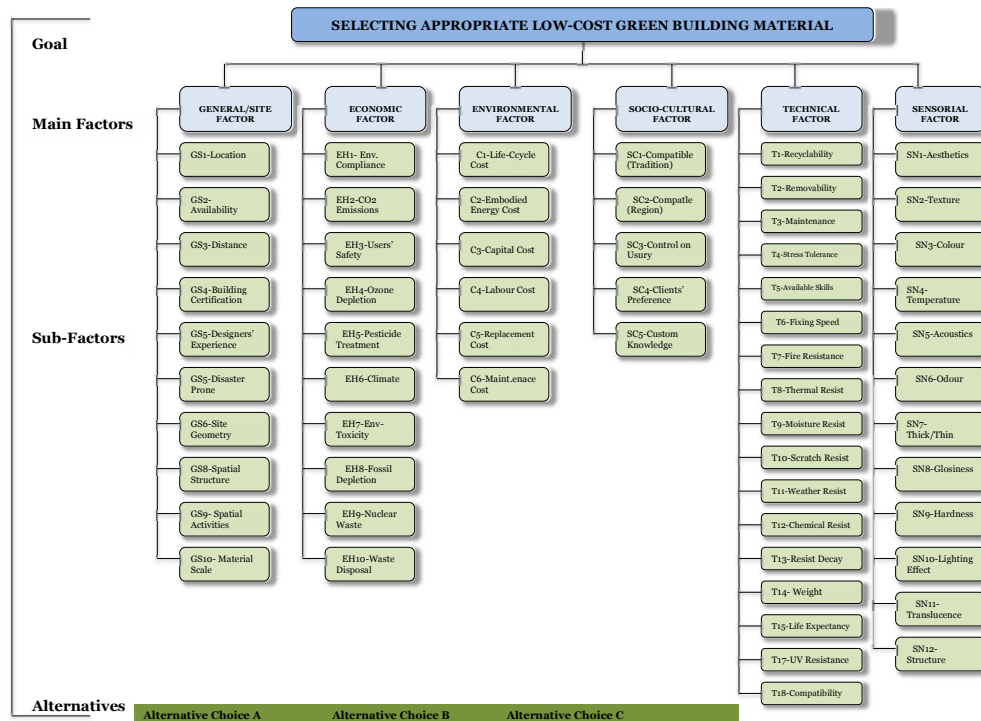 SELECTING APPROPRIATE LOW-COST GREEN BUILDING MATERIAL
Goal
Main Factors
Sub-Factors
Alternatives
GENERAL/SITE
FACTOR
GS1-Location
GS2-
Availability
GS3-Distance
GS4-Building
Certification
GS5-Designers’
Experience
GS5-Disaster
Prone
GS6-Site
Geometry
GS8-Spatial
Structure
GS9- Spatial
Activities
GS10- Material
Scale
ECONOMIC
FACTOR
EH1- Env.
Compliance
EH2-CO2
Emissions
EH3-Users’
Safety
EH4-Ozone
Depletion
EH5-Pesticide
Treatment
EH6-Climate
EH7-Env-
Toxicity
EH8-Fossil
Depletion
EH9-Nuclear
Waste
EH10-Waste
Disposal
ENVIRONMENTAL
FACTOR
C1-Life-Ccycle
Cost
C2-Embodied
Energy Cost
C3-Capital Cost
C4-Labour Cost
C5-Replacement
Cost
C6-Maint.enace
Cost
SOCIO-CULTURAL
FACTOR
SC1-Compatible
(Tradition)
SC2-Compatle
(Region)
SC3-Control on
Usury
SC4-Clients’
Preference
SC5-Custom
Knowledge
TECHNICAL
FACTOR
T1-Recyclability
T2-Removability
T3-Maintenance
T4-Stress Tolerance
T5-Available Skills
T6-Fixing Speed
T7-Fire Resistance
T8-Thermal Resist
T9-Moisture Resist
T10-Scratch Resist
T11-Weather Resist
T12-Chemical Resist
T13-Resist Decay
T14- Weight
T15-Life Expectancy
T17-UV Resistance
T18-Compatibility
SENSORIAL
FACTOR
SN1-Aesthetics
SN2-Texture
SN3-Colour
SN4-
Temperature
SN5-Acoustics
SN6-Odour
SN7-
Thick/Thin
SN8-Glosiness
SN9-Hardness
SN10-Lighting
Effect
SN11-
Translucence
SN12-
Structure
Alternative Choice A
Alternative Choice B
Alternative Choice C